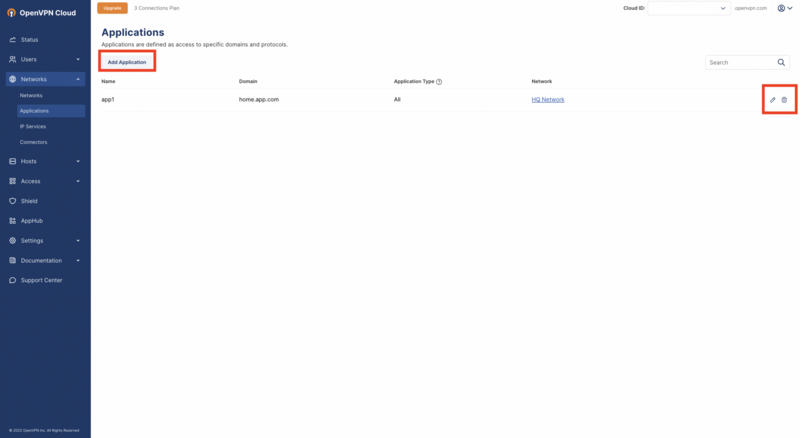 OpenVPN Cloud
Upgrade 3 Connections Plan Cloud ID: openvpn.com
Status
Users
Networks
Networks
Applications
IP Services
Connectors
Hosts
Access
Shield
AppHub
Settings
Documentation
Support Center
© 2022 OpenVPN Inc. All Rights Reserved
Applications
Applications are defined as access to specific domains and protocols.
Add Application Search
Name Domain Application Type ? Network
app1 home.app.com All HQ Network